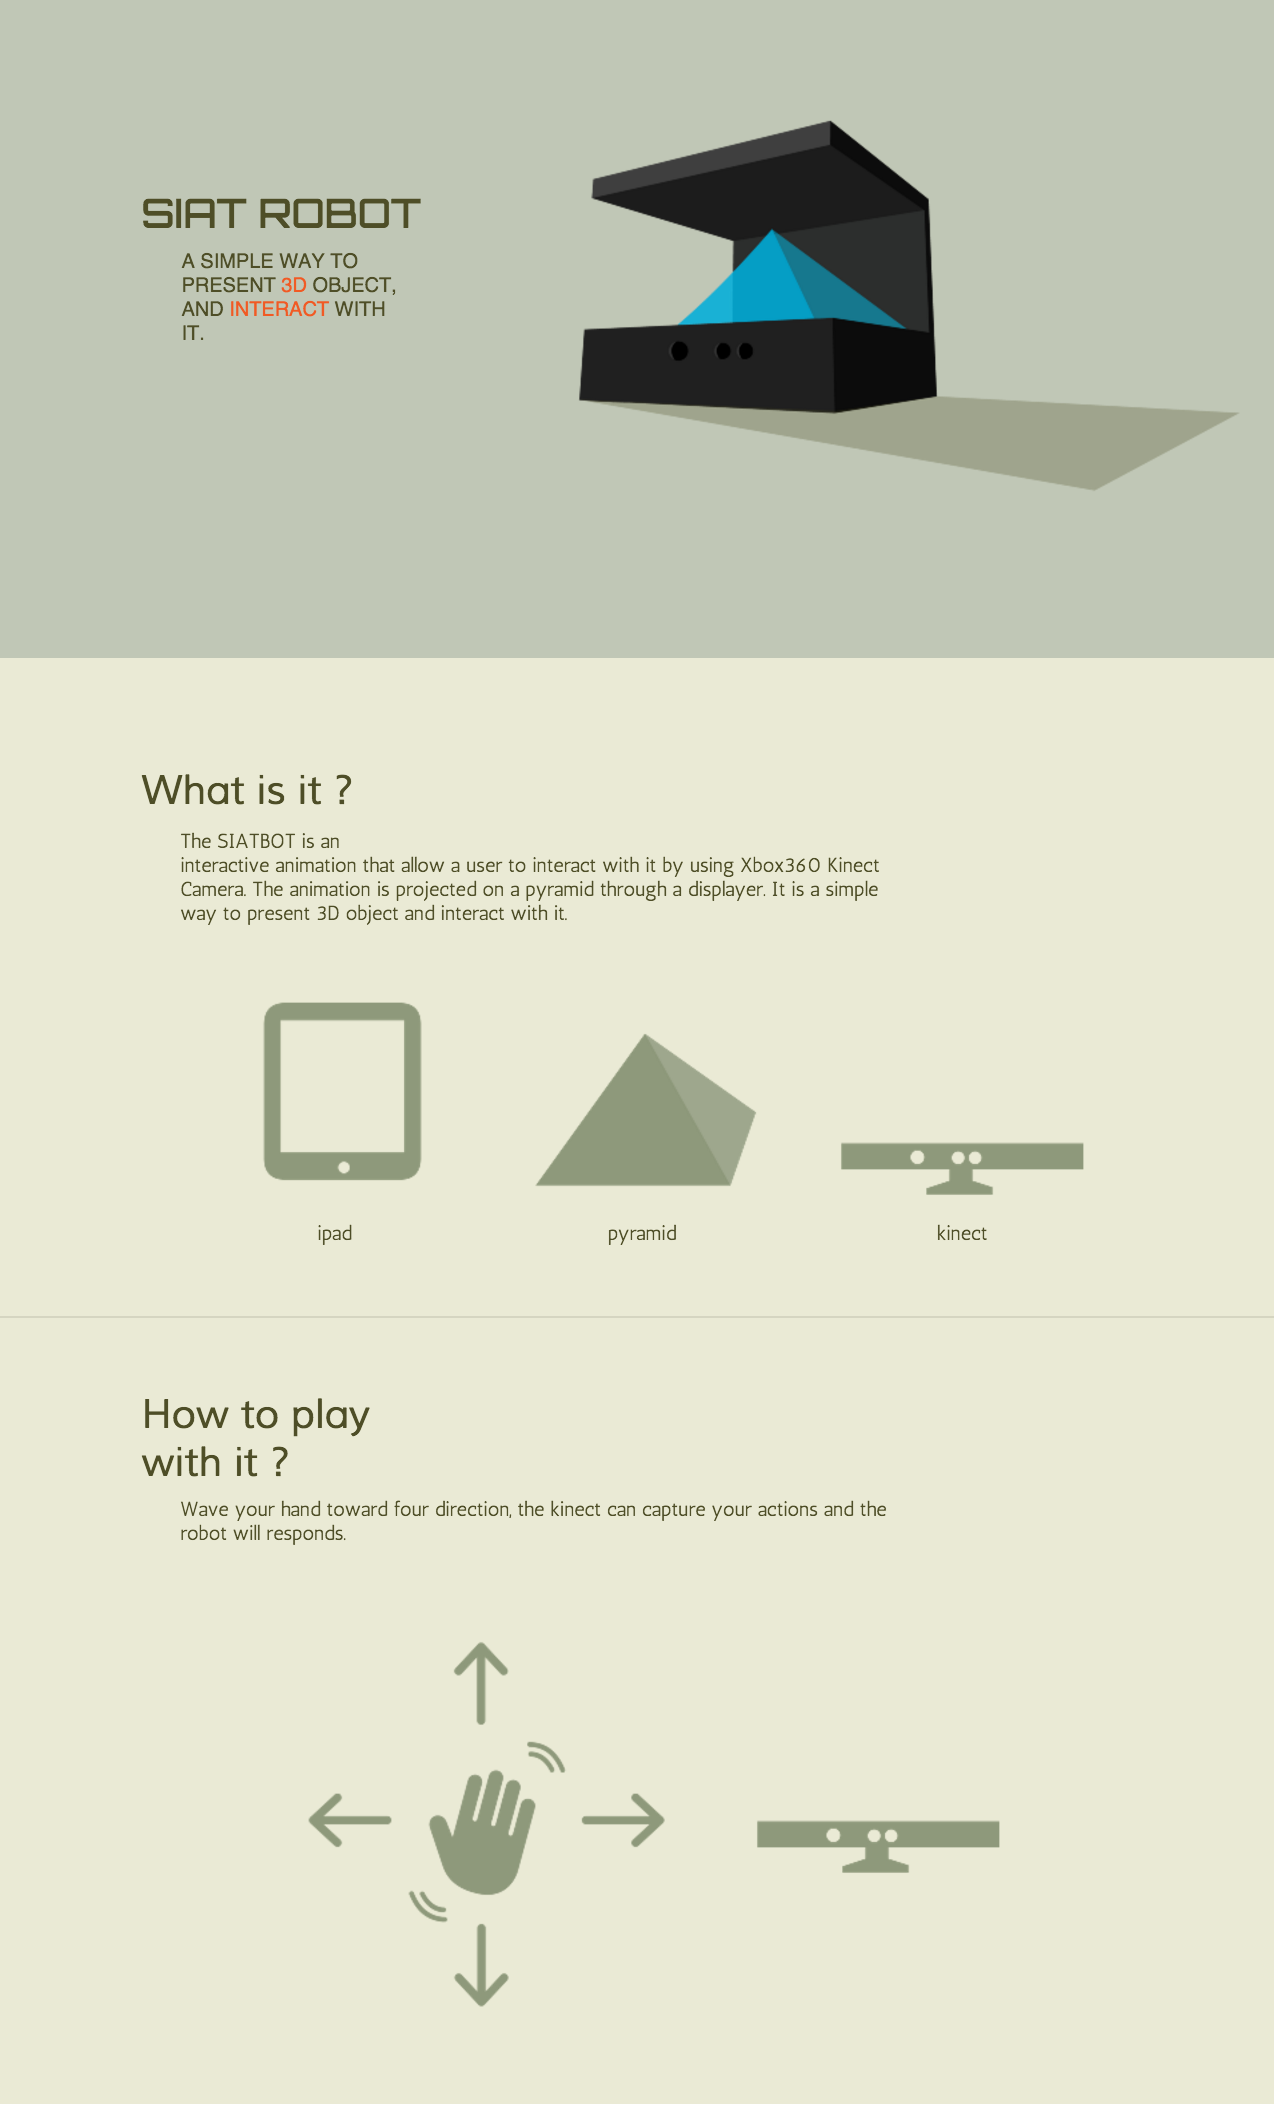 SIAT ROBOT
A SIMPLE WAY TO
PRESENT 3D OBJECT,
AND INTERACT WITH
IT.
What is it ?
The SIATBOT is an
interactive animation that allow a user to interact with it by using Xbox360 Kinect
Camera. The animation is projected on a pyramid through a displayer. It is a simple
way to present 3D object and interact with it.
ipad
pyramid
kinect
How to play
with it ?
Wave your hand toward four direction, the kinect can capture your actions and the
robot will responds.